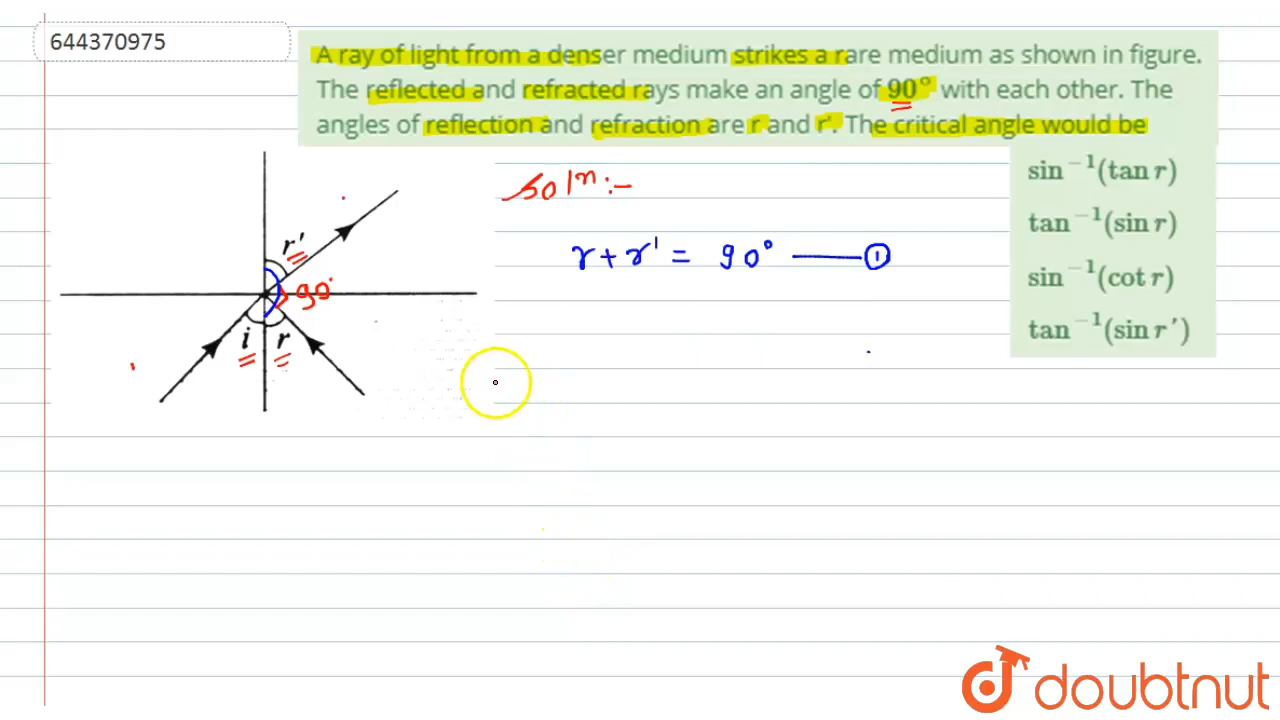 644370975
A ray of light from a denser medium strikes a rare medium as shown in figure.
The reflected and refracted rays make an angle of 90° with each other. The
angles of reflection and refraction are r and r'. The critical angle would be
sin⁻¹(tan r)
tan⁻¹(sin r)
sin⁻¹(cot r)
tan⁻¹(sin r′)
Solⁿ:-
r + r' = 90° —— ①
r'
90°
i r
doubtnut